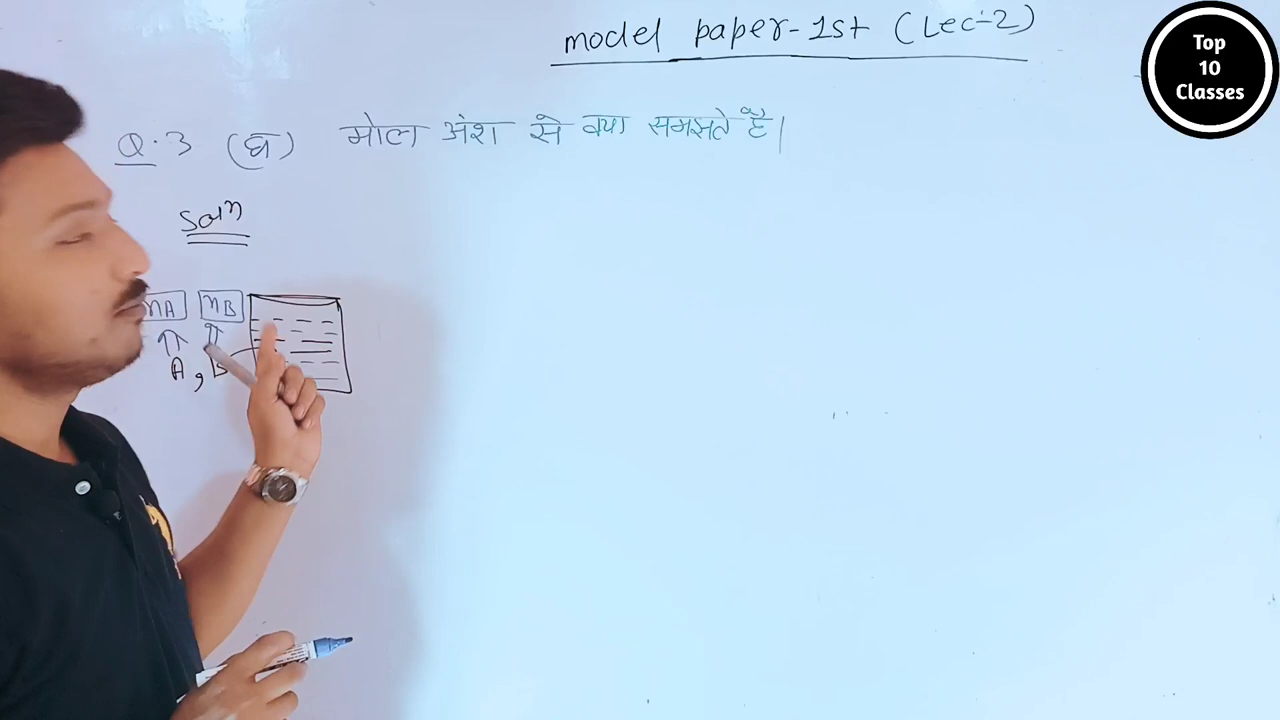 model paper-1st (Lec÷2)
Top
10
Classes
Q.3 (घ) मोल अंश से क्या समझते है।
Solⁿ
nA nB
A, B